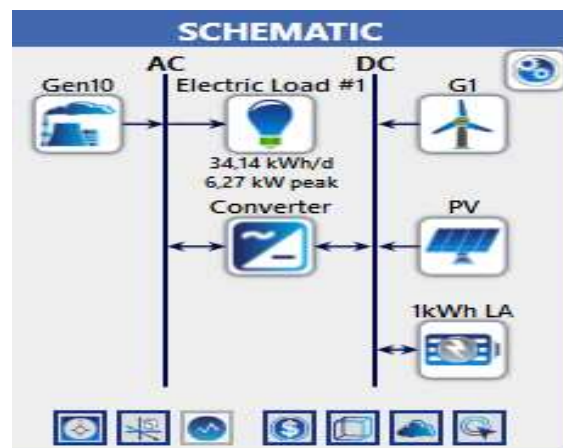 SCHEMATIC
AC DC
Gen10 Electric Load #1 G1
34,14 kWh/d
6,27 kW peak
Converter PV
1kWh LA